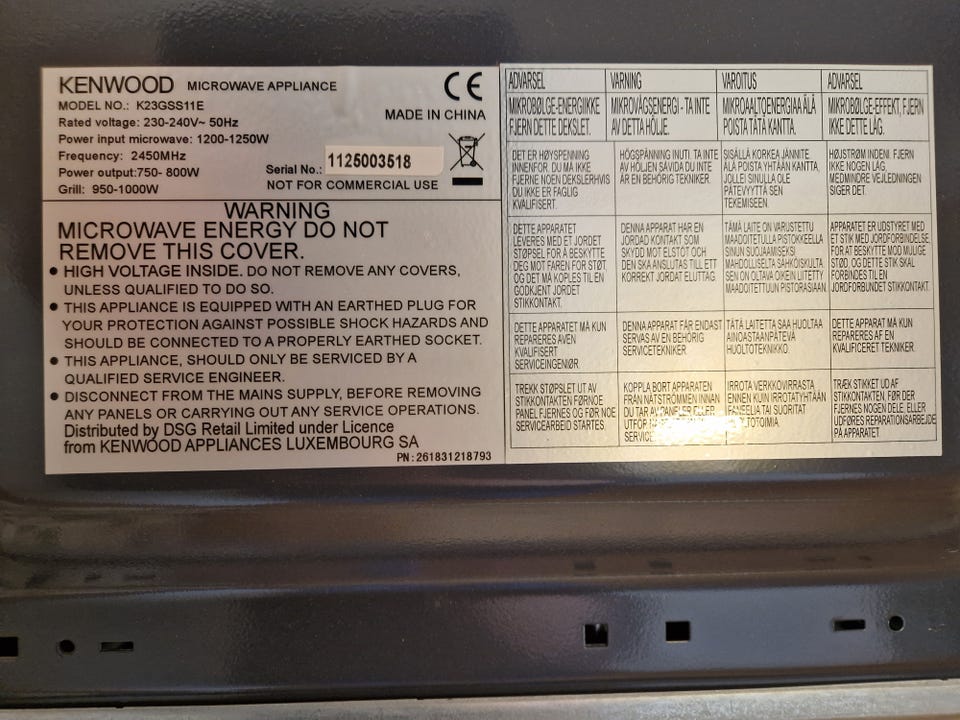 KENWOOD MICROWAVE APPLIANCE
MODEL NO.: K23GSS11E
Rated voltage: 230-240V~ 50Hz
Power input microwave: 1200-1250W
Frequency: 2450MHz
Power output:750- 800W
Grill: 950-1000W
CE
MADE IN CHINA
Serial No.: 1125003518
NOT FOR COMMERCIAL USE
WARNING
MICROWAVE ENERGY DO NOT
REMOVE THIS COVER.
• HIGH VOLTAGE INSIDE. DO NOT REMOVE ANY COVERS,
UNLESS QUALIFIED TO DO SO.
• THIS APPLIANCE IS EQUIPPED WITH AN EARTHED PLUG FOR
YOUR PROTECTION AGAINST POSSIBLE SHOCK HAZARDS AND
SHOULD BE CONNECTED TO A PROPERLY EARTHED SOCKET.
• THIS APPLIANCE, SHOULD ONLY BE SERVICED BY A
QUALIFIED SERVICE ENGINEER.
• DISCONNECT FROM THE MAINS SUPPLY, BEFORE REMOVING
ANY PANELS OR CARRYING OUT ANY SERVICE OPERATIONS.
Distributed by DSG Retail Limited under Licence
from KENWOOD APPLIANCES LUXEMBOURG SA
PN: 261831218793
ADVARSEL
MIKROBØLGE-ENERGI IKKE
FJERN DETTE DEKSLET.
DET ER HØYSPENNING
INNENFOR. DU MÅ IKKE
FJERNE NOEN DEKSLER HVIS
DU IKKE ER FAGLIG
KVALIFISERT.
DETTE APPARATET
LEVERES MED ET JORDET
STØPSEL FOR Å BESKYTTE
DEG MOT FAREN FOR STØT,
OG DET MÅ KOPLES TIL EN
GODKJENT JORDET
STIKKONTAKT.
DETTE APPARATET MÅ KUN
REPARERES AVEN
KVALIFISERT
SERVICEINGENIØR.
TREKK STØPSLET UT AV
STIKKONTAKTEN FØRNOE
PANEL FJERNES OG FØR NOE
SERVICEARBEID STARTES.
VARNING
MIKROVÅGSENERGI - TA INTE
AV DETTA HÖLJE.
HÖGSPÄNNING INUTI. TA INTE
AV HÖLJEN SÅVIDA DU INTE
ÄR EN BEHÖRIG TEKNIKER.
DENNA APPARAT HAR EN
JORDAD KONTAKT SOM
SKYDD MOT ELSTÖT OCH
DEN SKA ANSLUTAS TILL ETT
KORREKT JORDAT ELUTTAG.
DENNA APPARAT FÅR ENDAST
SERVAS AV EN BEHÖRIG
SERVICETEKNIKER
KOPPLA BORT APPARATEN
FRÅN NÄTSTRÖMMEN INNAN
DU TAR AV PANELER ELLER
VAROITUS
MIKROAALTOENERGIAA ÄLÄ
POISTA TÄTÄ KANTTA.
SISÄLLÄ KORKEA JÄNNITE
ÄLÄ POISTA YHTÄÄN KANTTA,
JOLLEI SINULLA OLE
PÄTEVYYTTÄ SEN
TEKEMISEEN.
TÄMÄ LAITE ON VARUSTETTU
MAADOITETULLA PISTOKKEELLA
SINUN SUOJAAMISEKSI
MAHDOLLISELTA SÄHKÖISKULTA
SEN ON OLTAVA OIKEIN LIITETTY
MAADOITETTUUN PISTORASIAAN.
TÄTÄ LAITETTA SAA HUOLTAA
AINOASTAANPÄTEVÄ
HUOLTOTEKNIKKO.
IRROTA VERKKOVIRRASTA
ENNEN KUIN IRROTAT YHTÄÄN
PANEELIA TAI SUORITAT
ADVARSEL
MIKROBØLGE-EFFEKT, FJERN
IKKE DETTE LÅG.
HØJSTRØM INDENI. FJERN
IKKE NOGEN LÅG,
MEDMINDRE VEJLEDNINGEN
SIGER DET.
APPARATET ER UDSTYRET MED
ET STIK MED JORDFORBINDELSE,
FOR AT BESKYTTE MOD MULIGE
STØD, OG DETTE STIK SKAL
FORBINDES TIL EN
JORDFORBUNDET STIKKONTAKT.
DETTE APPARAT MÅ KUN
REPARERES AF EN
KVALIFICERET TEKNIKER
TRÆK STIKKET UD AF
STIKKONTAKTEN, FØR DER
FJERNES NOGEN DELE, ELLER
UDFØRES REPARATIONSARBEJDE
PÅ APPARATET